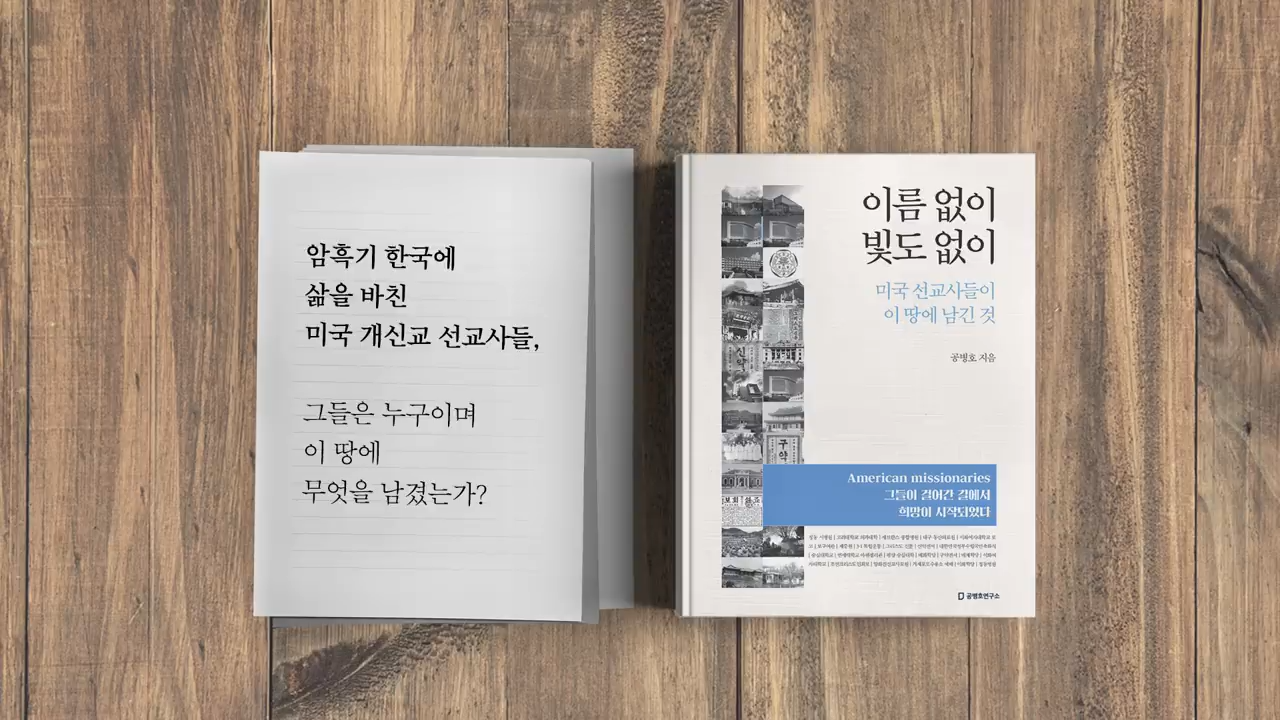 암흑기 한국에
삶을 바친
미국 개신교 선교사들,
그들은 누구이며
이 땅에
무엇을 남겼는가?
이름 없이
빛도 없이
미국 선교사들이
이 땅에 남긴 것
공병호 지음
구약
American missionaries
그들이 걸어간 길에서
희망이 시작되었다
공병호연구소